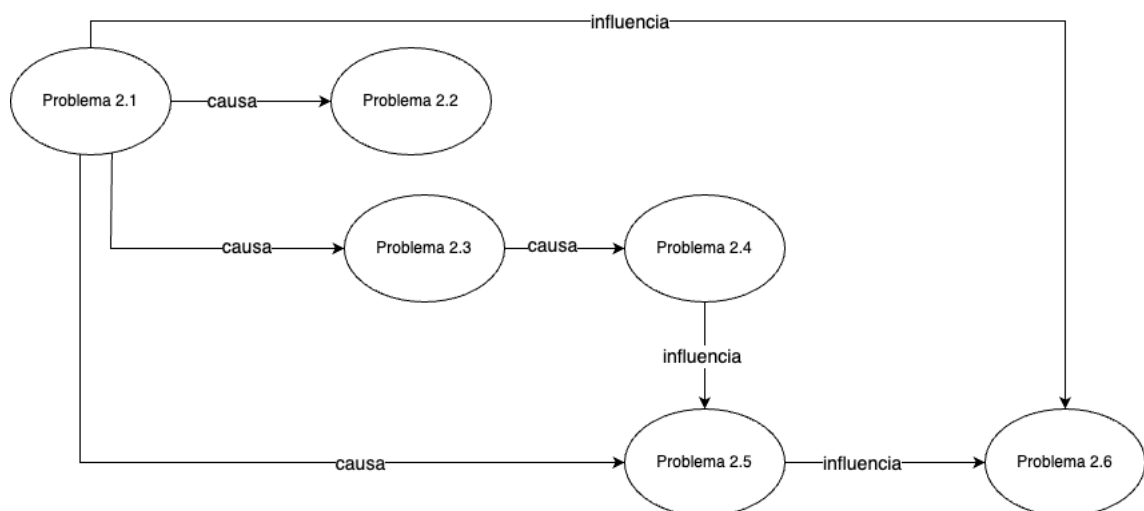 influencia
Problema 2.1
causa
Problema 2.2
causa
Problema 2.3
causa
Problema 2.4
influencia
causa
Problema 2.5
influencia
Problema 2.6